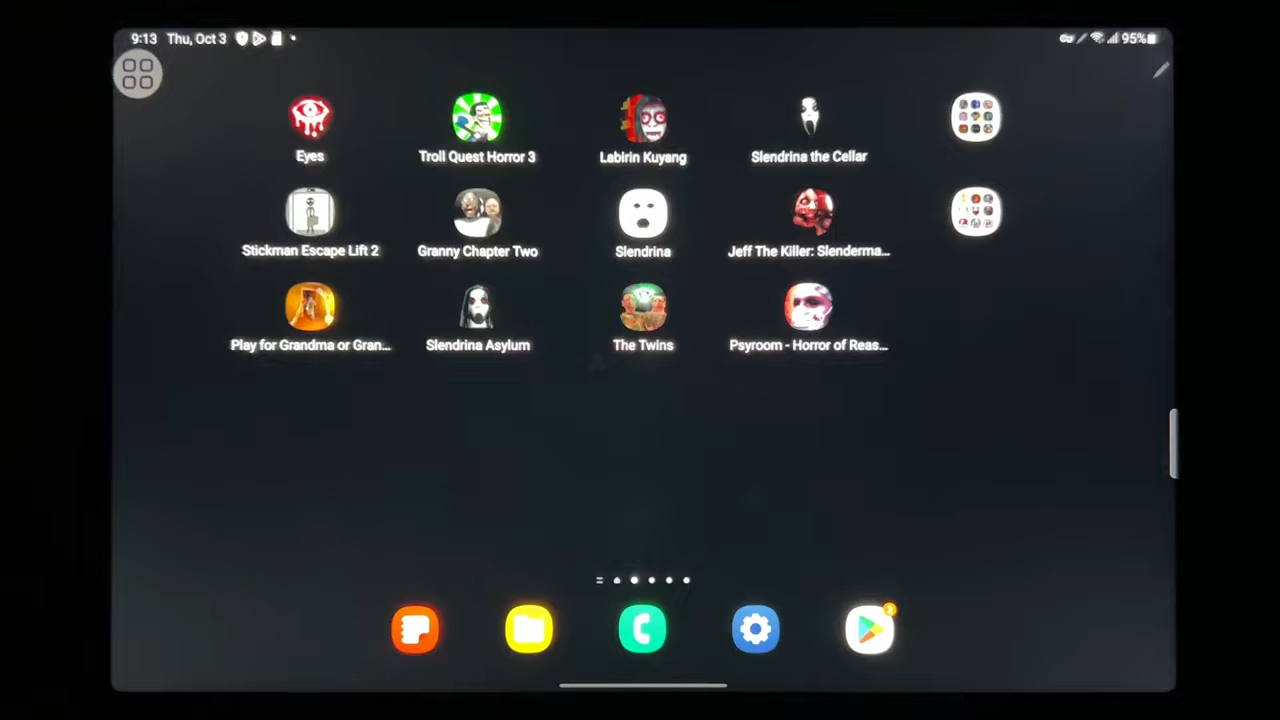 9:13 Thu, Oct 3
95%
Eyes
Troll Quest Horror 3
Labirin Kuyang
Slendrina the Cellar
Stickman Escape Lift 2
Granny Chapter Two
Slendrina
Jeff The Killer: Slenderma...
Play for Grandma or Gran...
Slendrina Asylum
The Twins
Psyroom - Horror of Reas...
2